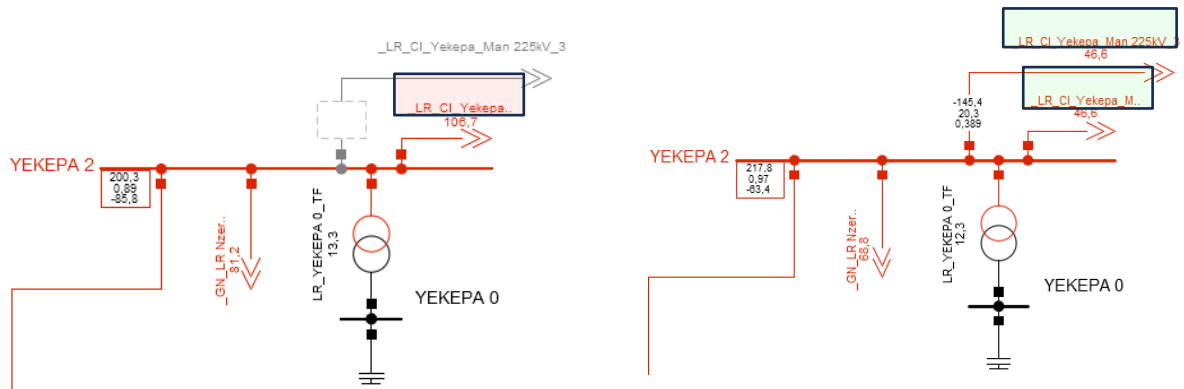 _LR_CI_Yekepa_Man 225kV_3
_LR_CI_Yekepa..
106,7
YEKEPA 2
200,3
0,89
-85,8
_GN_LR Nzer..
81,2
LR_YEKEPA 0_TF
13,3
YEKEPA 0
_LR_CI_Yekepa_Man 225kV_3
46,6
_LR_CI_Yekepa_M..
46,6
-145,4
20,3
0,389
YEKEPA 2
217,8
0,97
-63,4
_GN_LR Nzer..
68,8
LR_YEKEPA 0_TF
12,3
YEKEPA 0